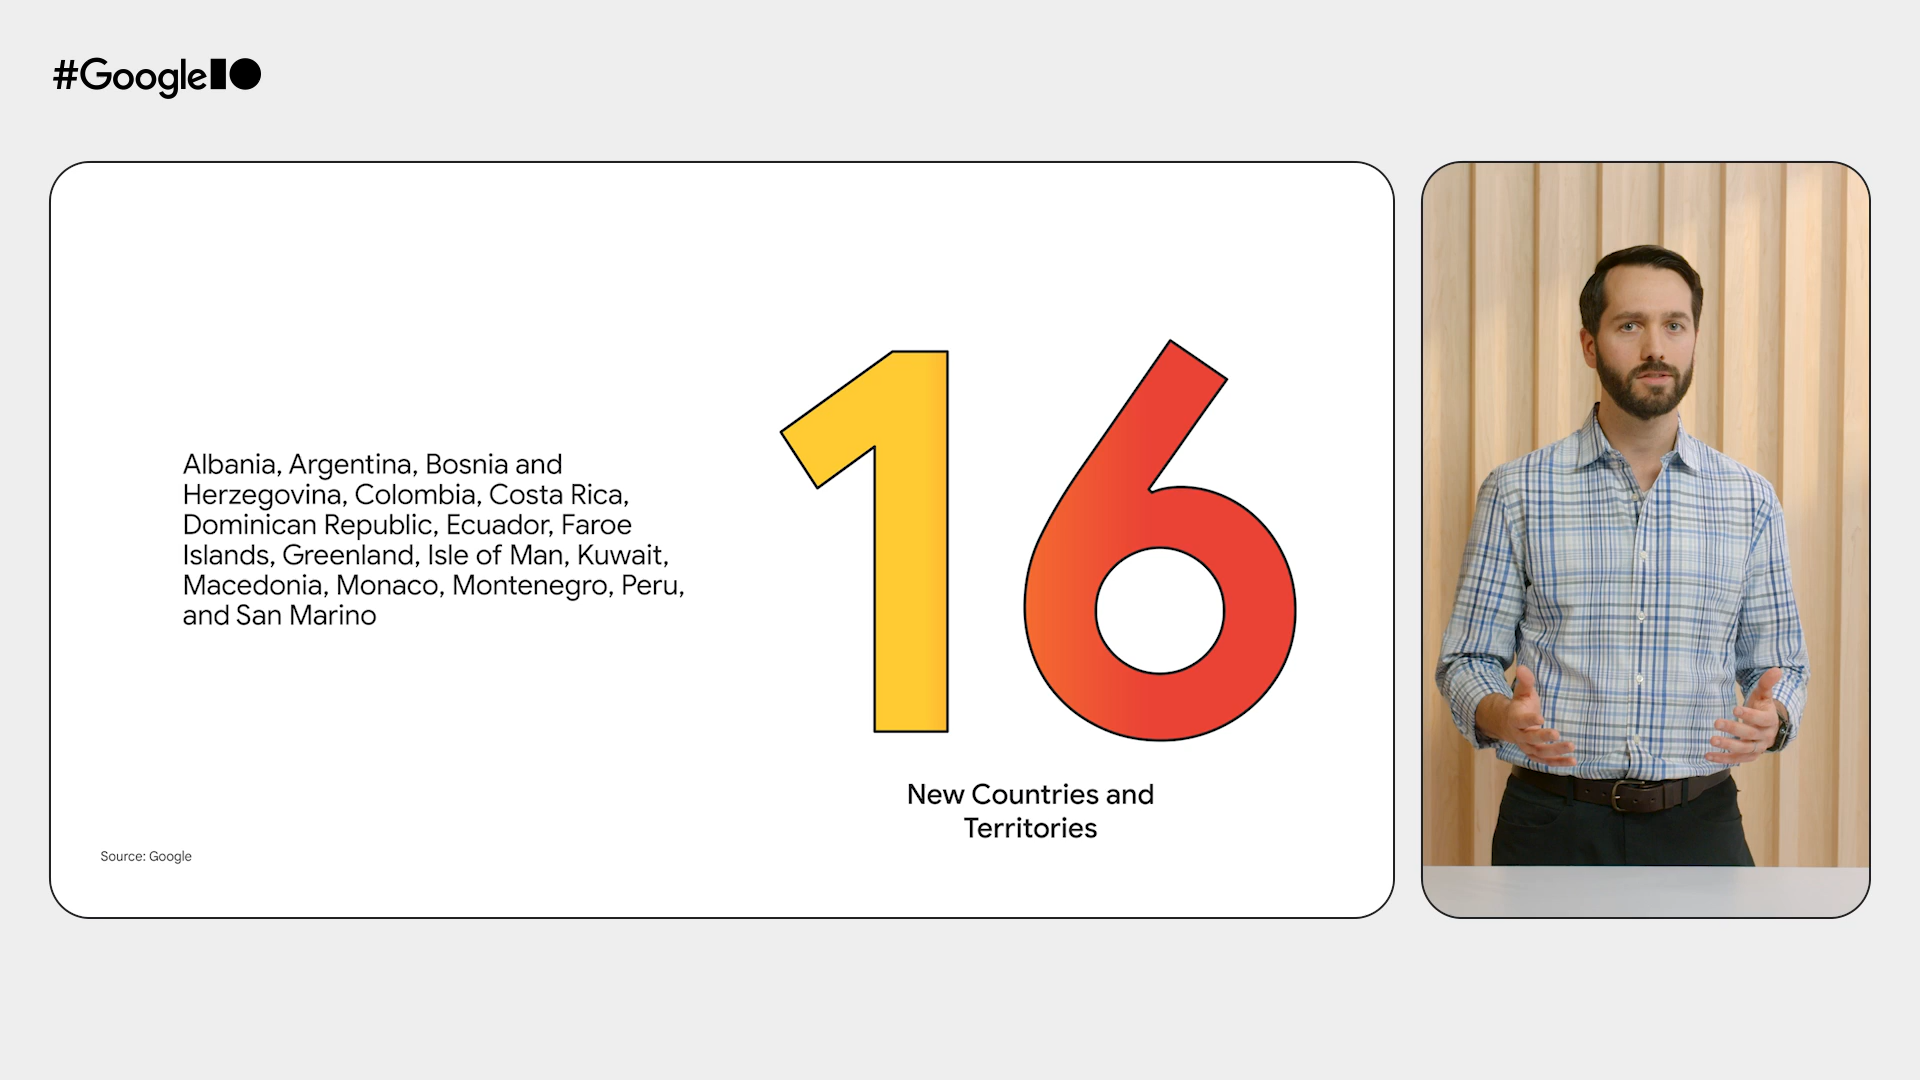 #GoogleIO
Albania, Argentina, Bosnia and
Herzegovina, Colombia, Costa Rica,
Dominican Republic, Ecuador, Faroe
Islands, Greenland, Isle of Man, Kuwait,
Macedonia, Monaco, Montenegro, Peru,
and San Marino
16
New Countries and
Territories
Source: Google